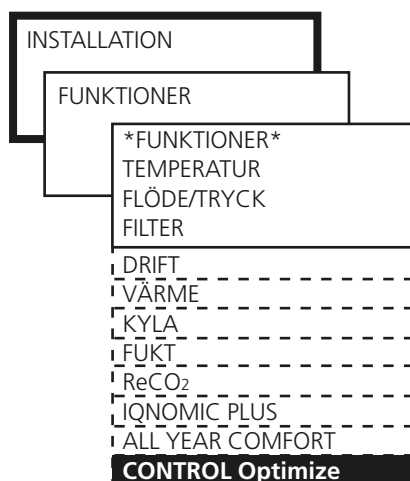 INSTALLATION
FUNKTIONER
*FUNKTIONER*
TEMPERATUR
FLÖDE/TRYCK
FILTER
DRIFT
VÄRME
KYLA
FUKT
ReCO₂
IQNOMIC PLUS
ALL YEAR COMFORT
CONTROL Optimize